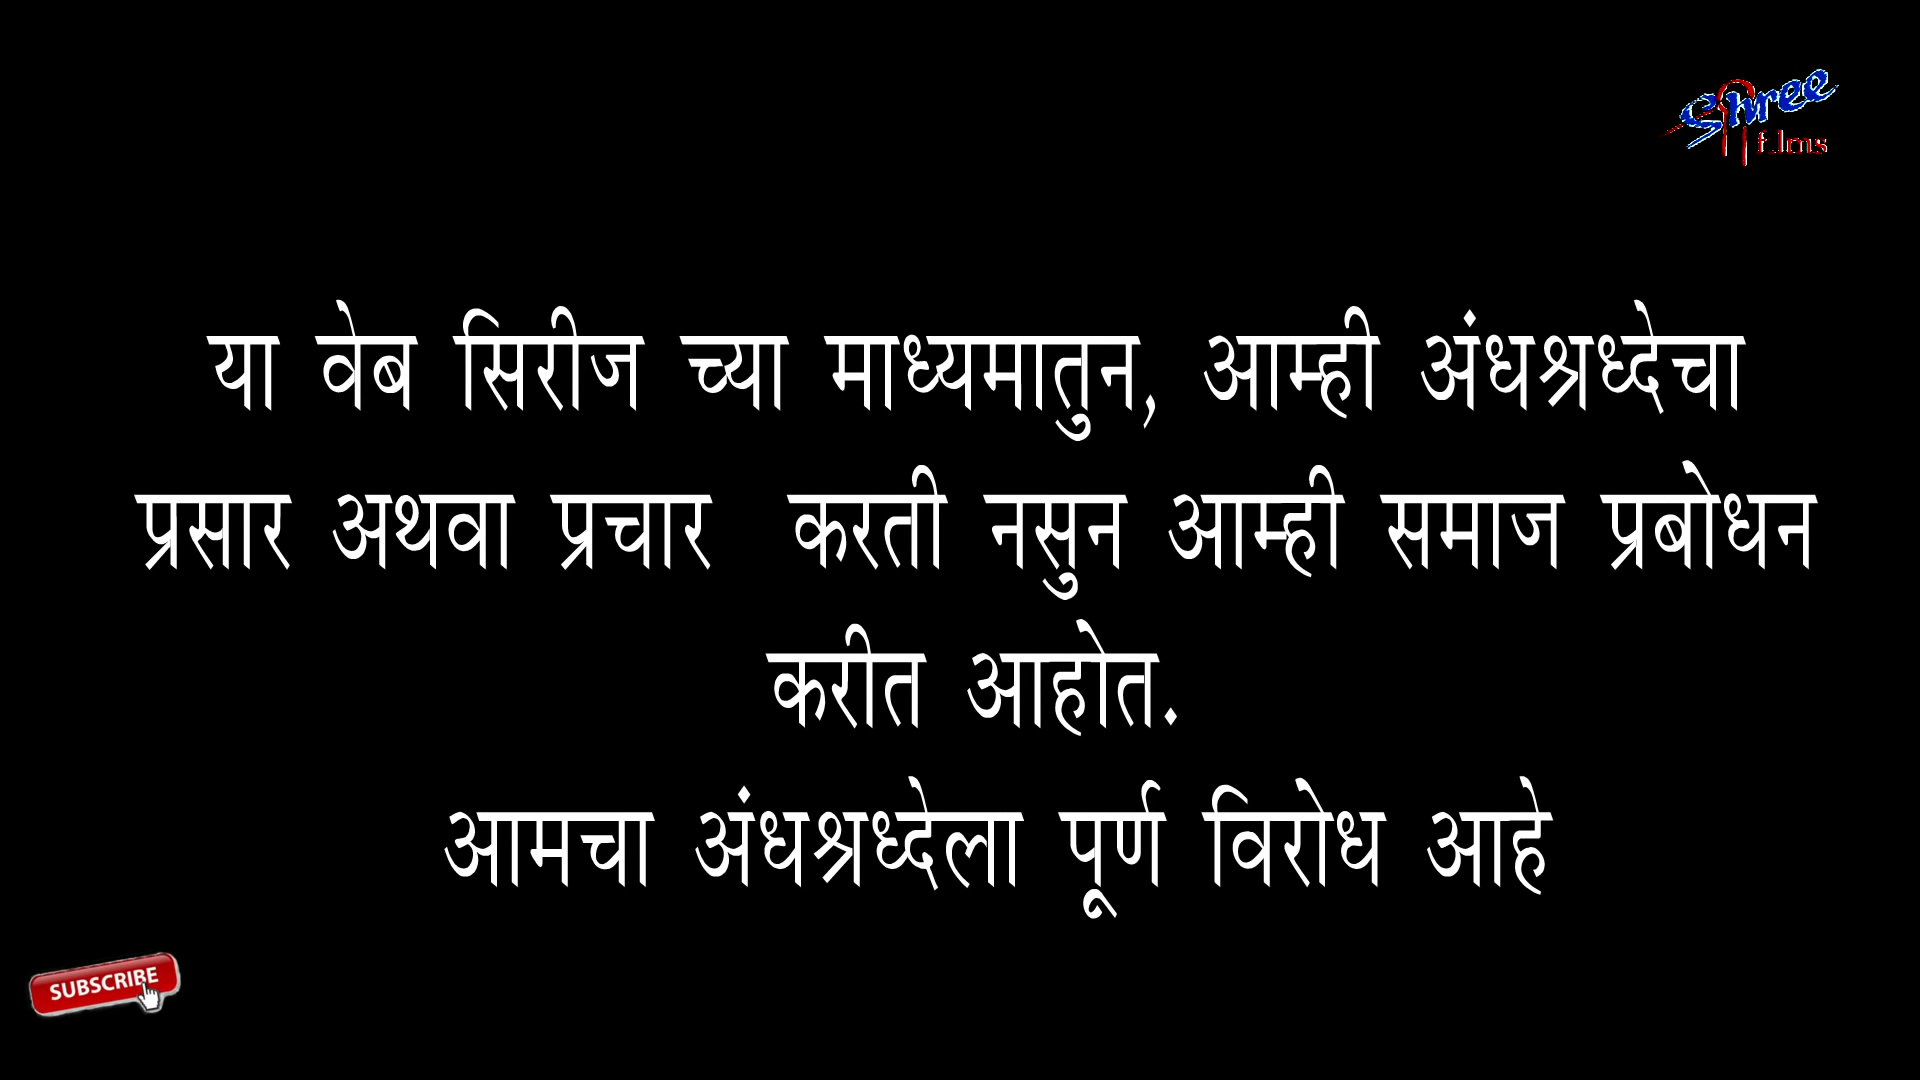 Shree
films
या वेब सिरीज च्या माध्यमातुन, आम्ही अंधश्रध्देचा
प्रसार अथवा प्रचार करती नसुन आम्ही समाज प्रबोधन
करीत आहोत.
आमचा अंधश्रध्देला पूर्ण विरोध आहे
SUBSCRIBE